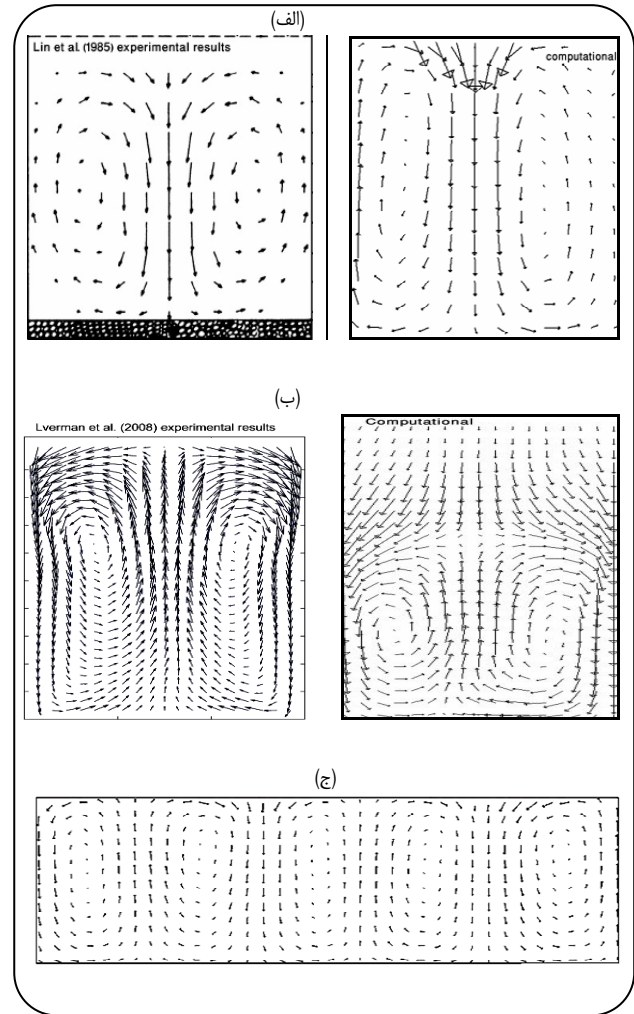 (الف)
Lin et al. (1985) experimental results
computational
(ب)
Lverman et al. (2008) experimental results
Computational
(ج)